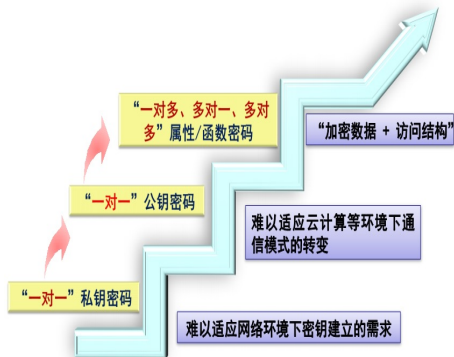 “一对多、多对一、多对
多”属性/函数密码
“加密数据 + 访问结构”
“一对一”公钥密码
难以适应云计算等环境下通
信模式的转变
“一对一”私钥密码
难以适应网络环境下密钥建立的需求